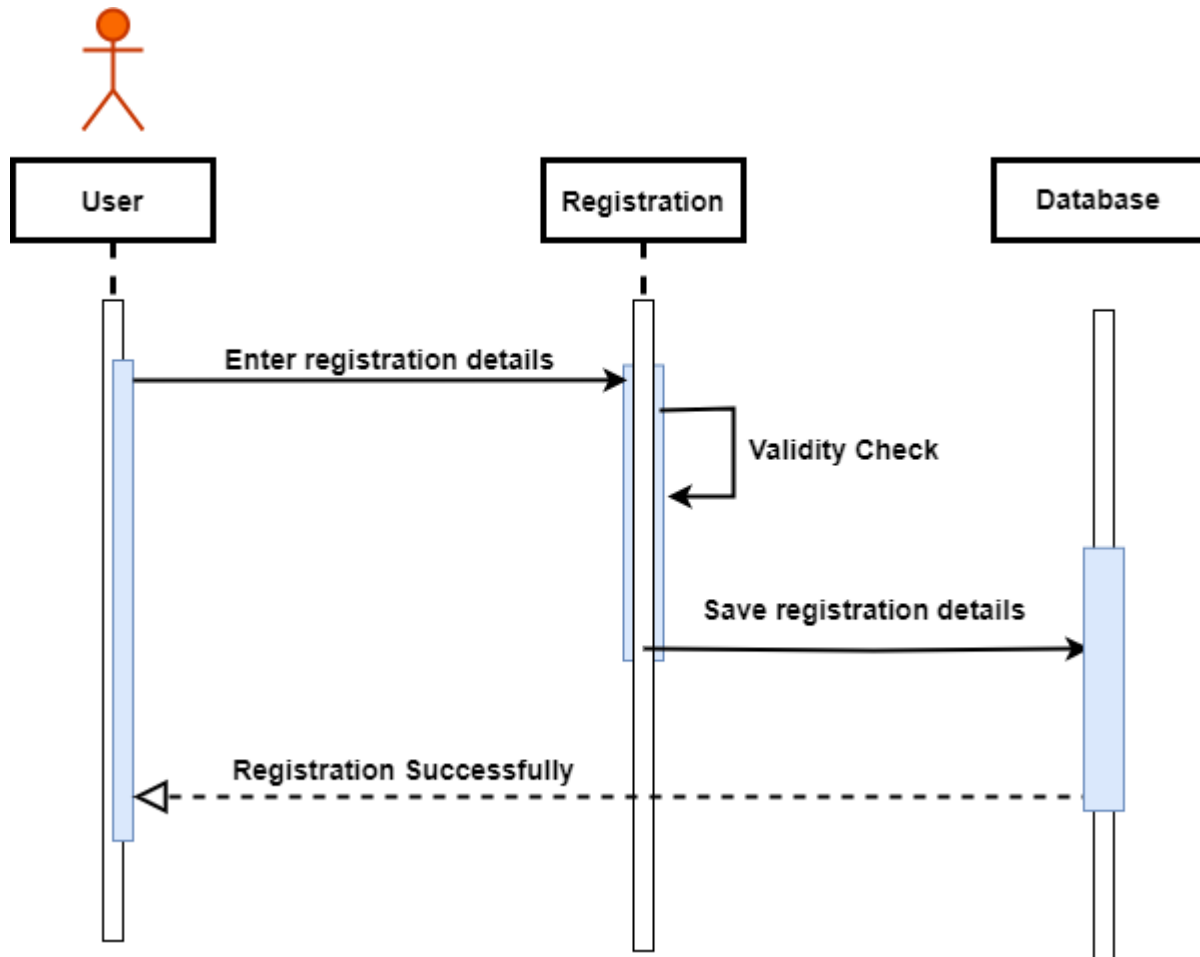 User
Registration
Database
Enter registration details
Validity Check
Save registration details
Registration Successfully